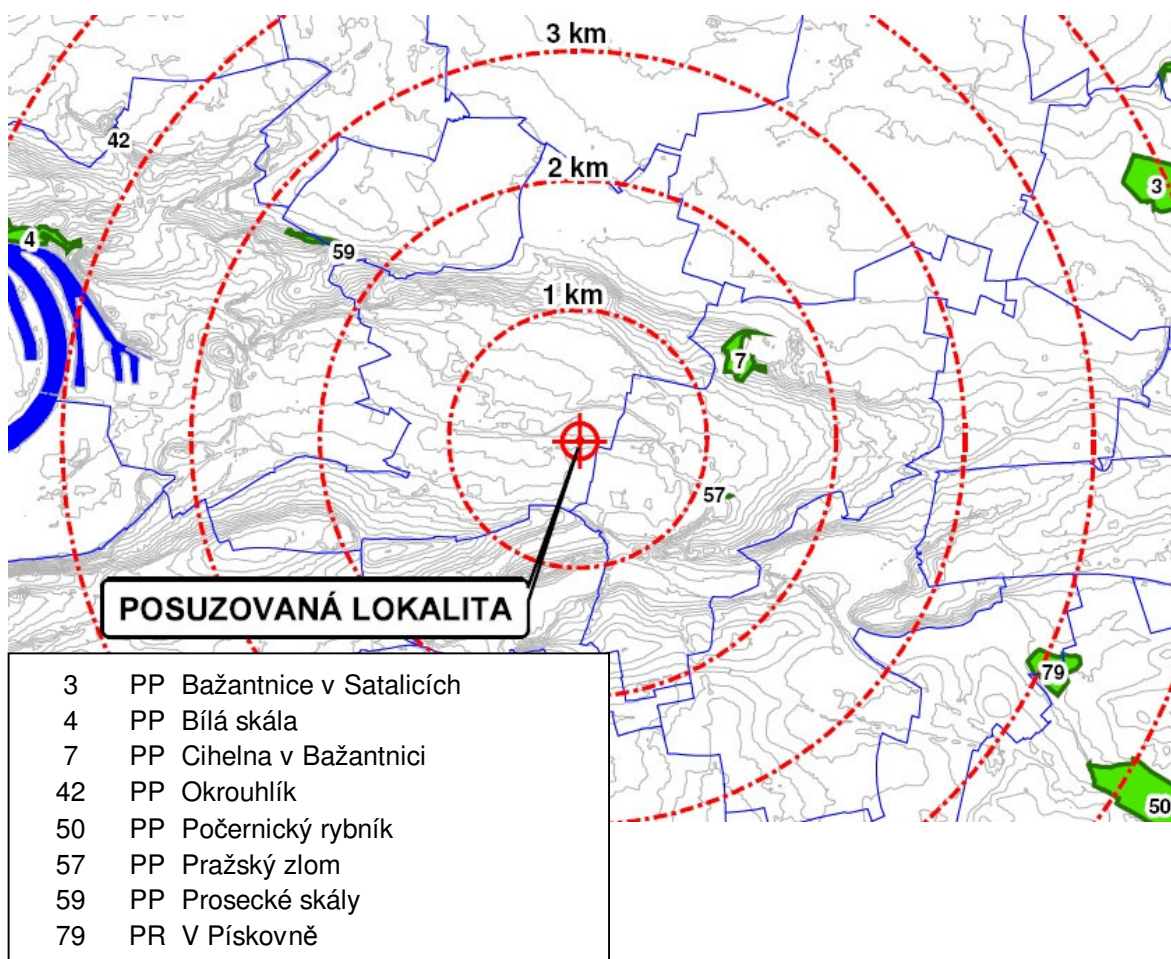 3 km
42
2 km
3
4
59
1 km
7
57
POSUZOVANÁ LOKALITA
79
50
3 PP Bažantnice v Satalicích
4 PP Bílá skála
7 PP Cihelna v Bažantnici
42 PP Okrouhlík
50 PP Počernický rybník
57 PP Pražský zlom
59 PP Prosecké skály
79 PR V Pískovně